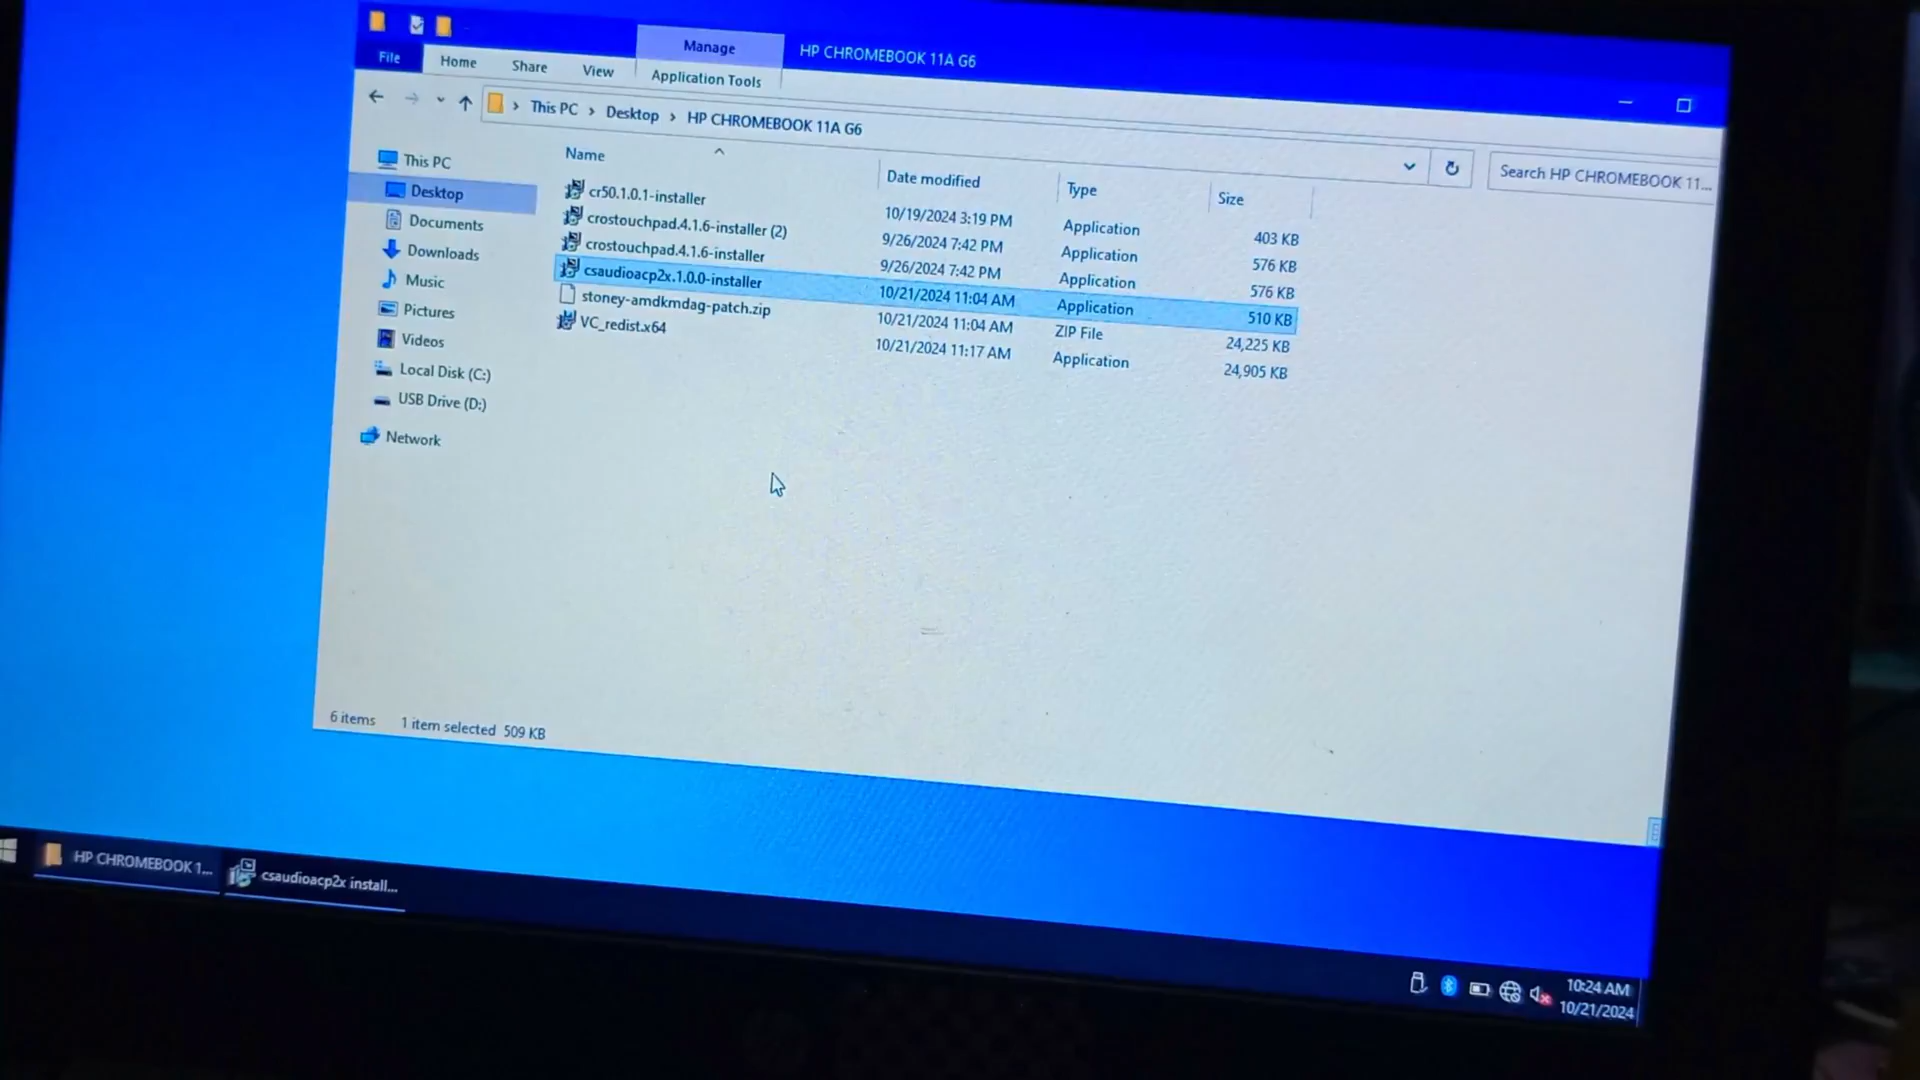 Manage
HP CHROMEBOOK 11A G6
File
Home
Share
View
Application Tools
This PC
Desktop
HP CHROMEBOOK 11A G6
Search HP CHROMEBOOK 11...
This PC
Desktop
Documents
Downloads
Music
Pictures
Videos
Local Disk (C:)
USB Drive (D:)
Network
Name Date modified Type Size
cr50.1.0.1-installer 10/19/2024 3:19 PM Application 403 KB
crostouchpad.4.1.6-installer (2) 9/26/2024 7:42 PM Application 576 KB
crostouchpad.4.1.6-installer 9/26/2024 7:42 PM Application 576 KB
csaudioacp2x.1.0.0-installer 10/21/2024 11:04 AM Application 510 KB
stoney-amdkmdag-patch.zip 10/21/2024 11:04 AM ZIP File 24,225 KB
VC_redist.x64 10/21/2024 11:17 AM Application 24,905 KB
6 items 1 item selected 509 KB
HP CHROMEBOOK 1...
csaudioacp2x install...
10:24 AM
10/21/2024